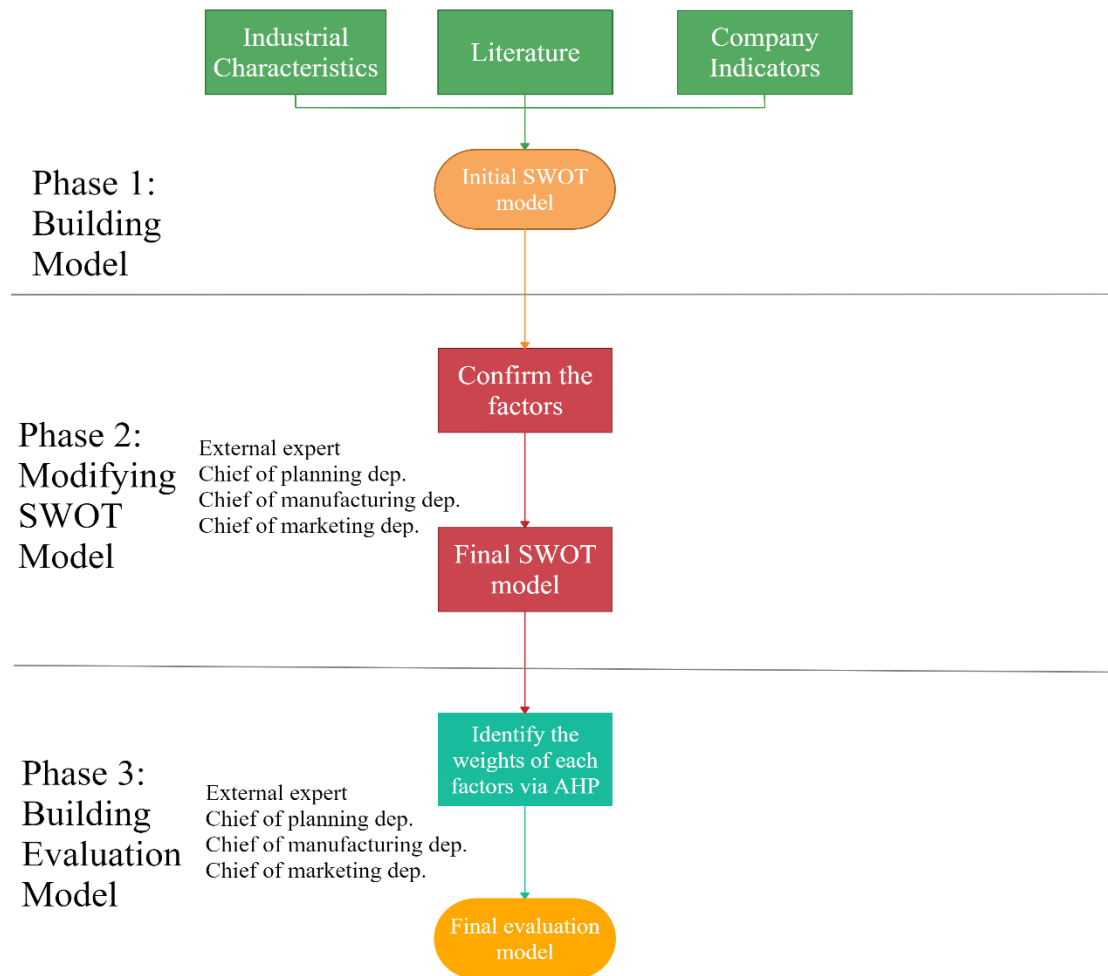 Industrial
Characteristics
Literature
Company
Indicators
Phase 1:
Building
Model
Initial SWOT
model
Confirm the
factors
Phase 2:
Modifying
SWOT
Model
External expert
Chief of planning dep.
Chief of manufacturing dep.
Chief of marketing dep.
Final SWOT
model
Identify the
weights of each
factors via AHP
Phase 3:
Building
Evaluation
Model
External expert
Chief of planning dep.
Chief of manufacturing dep.
Chief of marketing dep.
Final evaluation
model